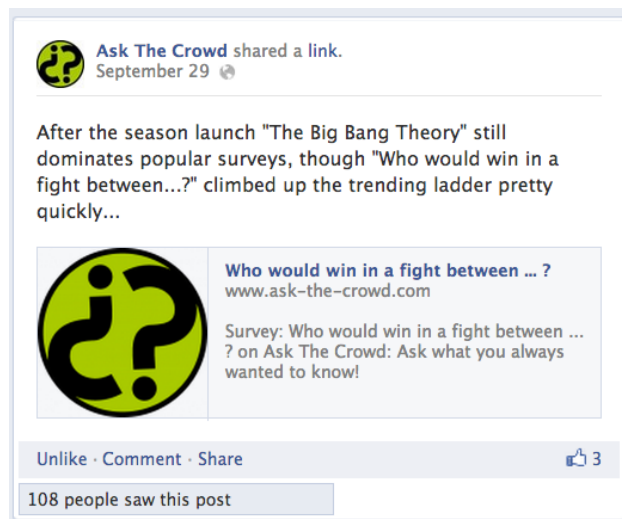 Ask The Crowd shared a link.
September 29
After the season launch "The Big Bang Theory" still
dominates popular surveys, though "Who would win in a
fight between...?" climbed up the trending ladder pretty
quickly...
¿?
Who would win in a fight between ... ?
www.ask-the-crowd.com
Survey: Who would win in a fight between ...
? on Ask The Crowd: Ask what you always
wanted to know!
Unlike · Comment · Share
3
108 people saw this post